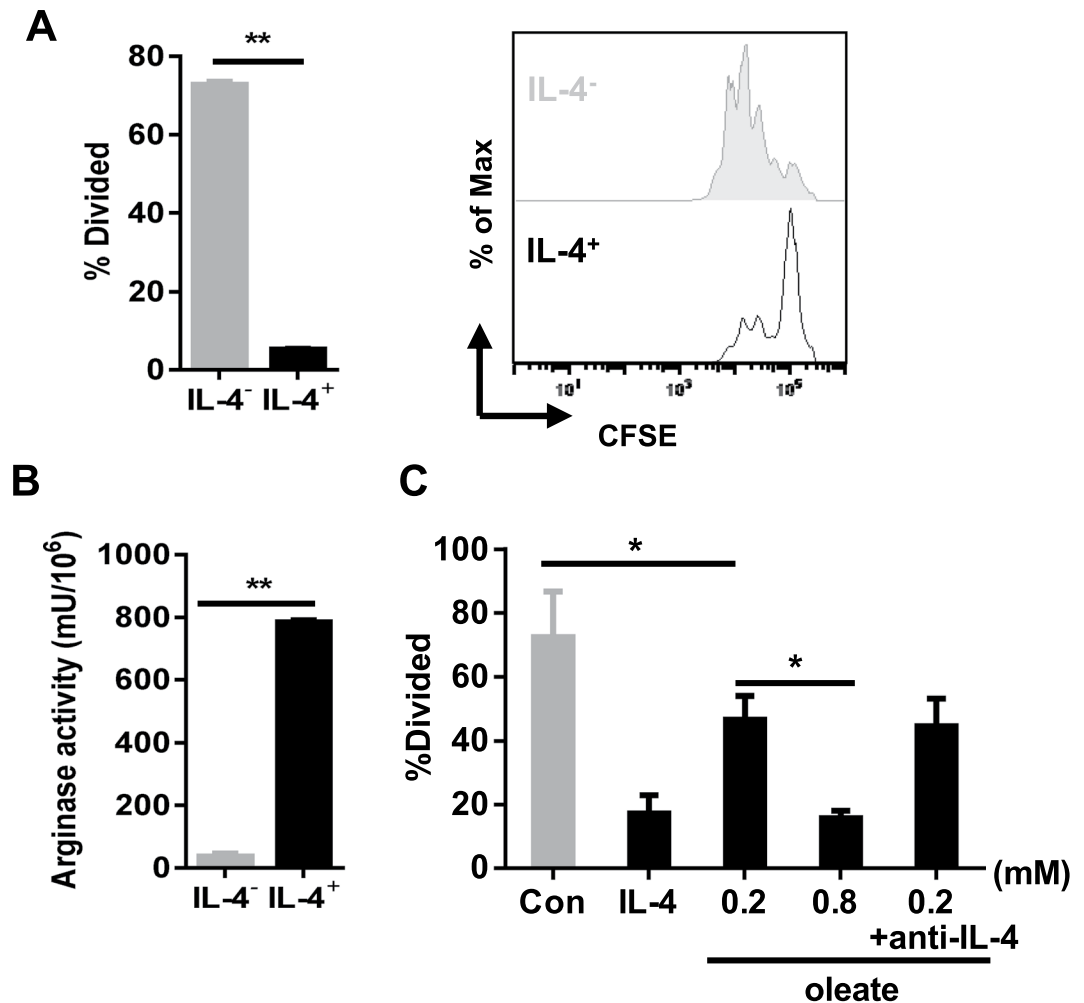 A
**
80
60
40
20
0
% Divided
IL-4⁻ IL-4⁺
IL-4⁻
IL-4⁺
% of Max
10¹ 10³ 10⁵
CFSE
B
**
1000
800
600
400
200
0
Arginase activity (mU/10⁶)
IL-4⁻ IL-4⁺
C
*
*
100
80
60
40
20
0
%Divided
Con IL-4 0.2 0.8 0.2 (mM)
+anti-IL-4
oleate